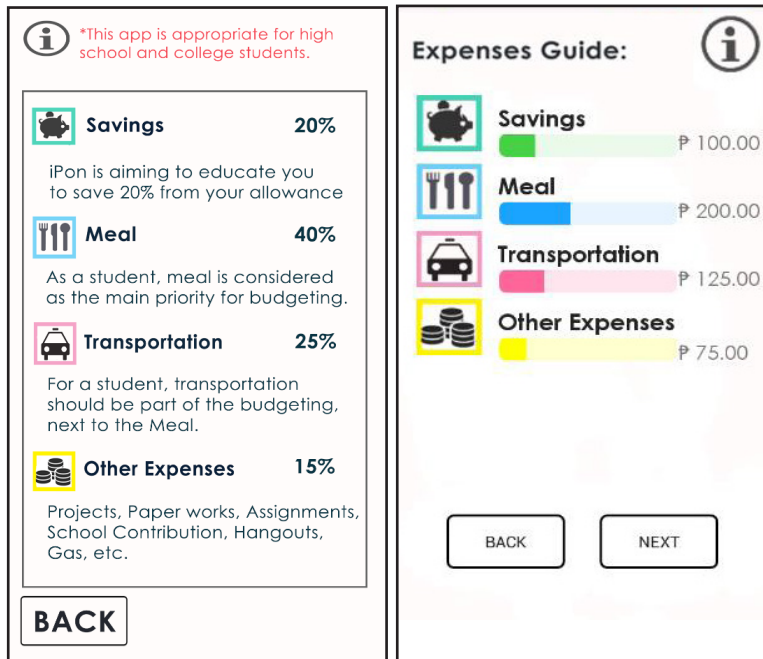 *This app is appropriate for high
school and college students.
Savings 20%
iPon is aiming to educate you
to save 20% from your allowance
Meal 40%
As a student, meal is considered
as the main priority for budgeting.
Transportation 25%
For a student, transportation
should be part of the budgeting,
next to the Meal.
Other Expenses 15%
Projects, Paper works, Assignments,
School Contribution, Hangouts,
Gas, etc.
BACK
Expenses Guide:
Savings
₱ 100.00
Meal
₱ 200.00
Transportation
₱ 125.00
Other Expenses
₱ 75.00
BACK NEXT